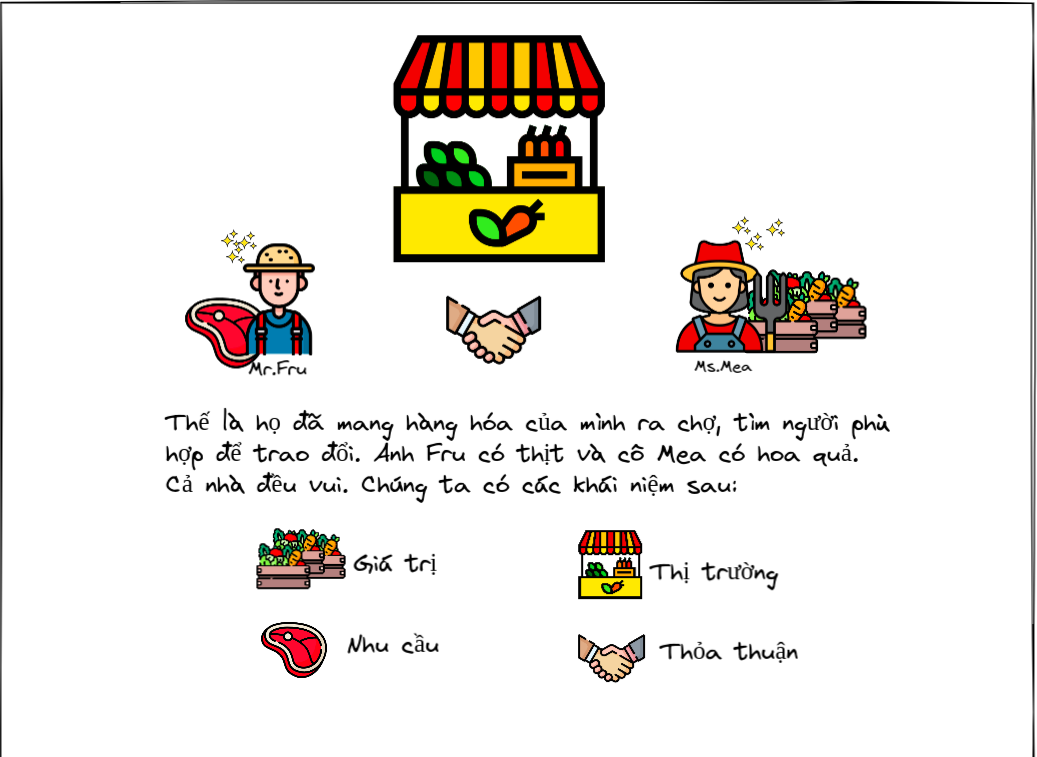 Mr.Fru
Ms.Mea
Thế là họ đã mang hàng hóa của mình ra chợ, tìm người phù
hợp để trao đổi. Anh Fru có thịt và cô Mea có hoa quả.
Cả nhà đều vui. Chúng ta có các khái niệm sau:
Giá trị
Thị trường
Nhu cầu
Thỏa thuận